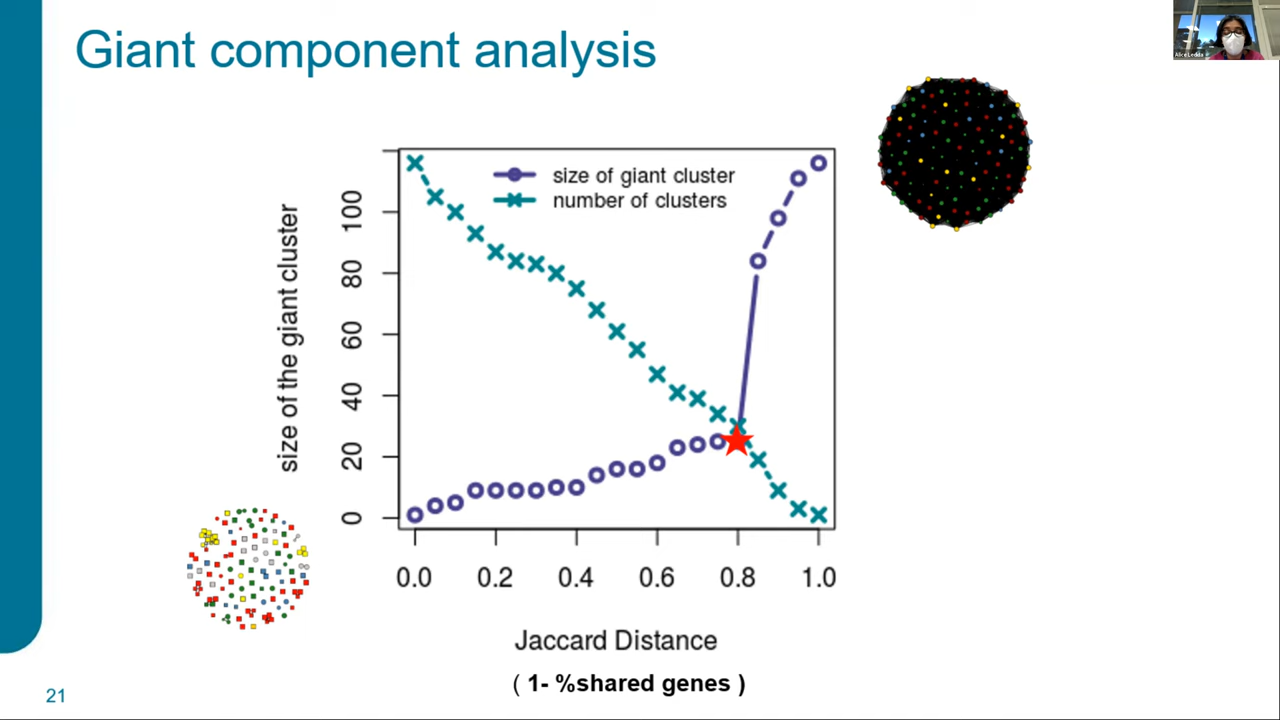 Giant component analysis
Alice Ledda
size of giant cluster
number of clusters
size of the giant cluster
100
80
60
40
20
0
0.0 0.2 0.4 0.6 0.8 1.0
Jaccard Distance
( 1- %shared genes )
21